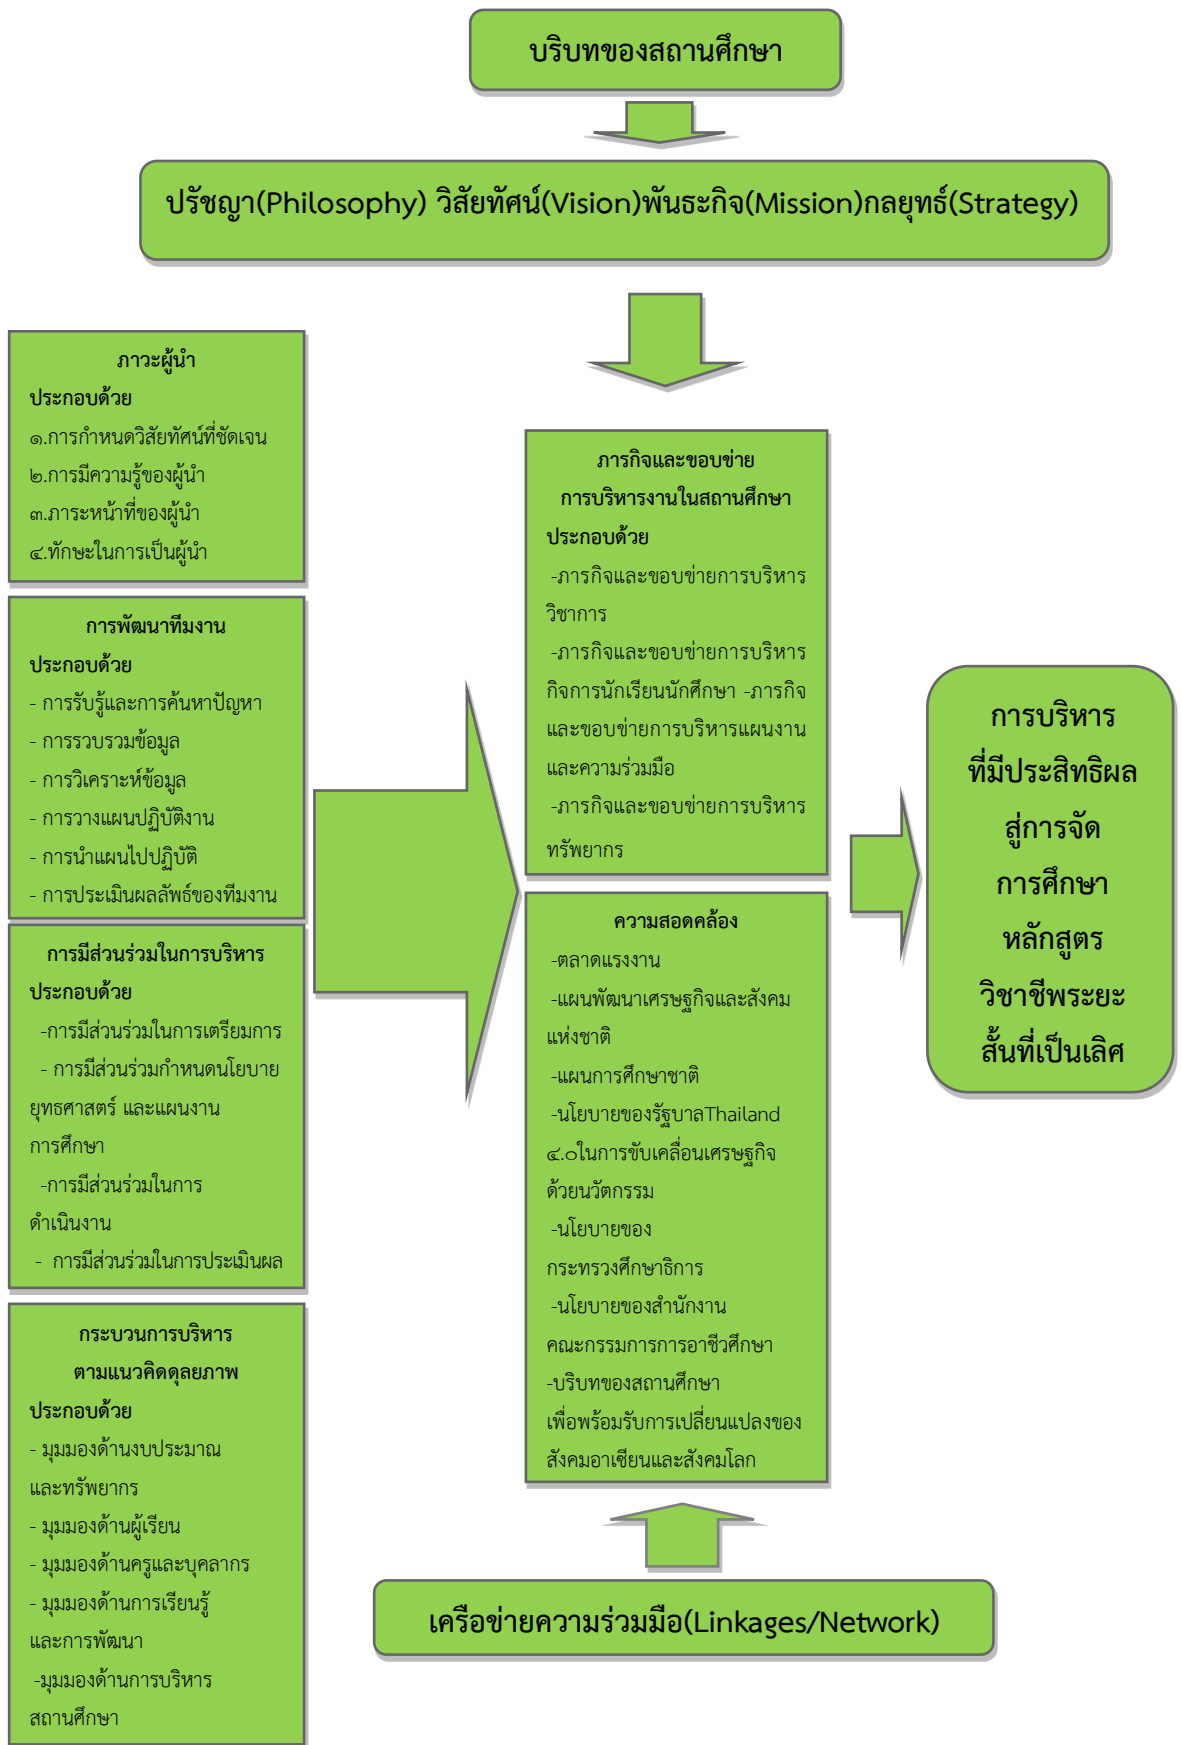 บริบทของสถานศึกษา
ปรัชญา(Philosophy) วิสัยทัศน์(Vision)พันธะกิจ(Mission)กลยุทธ์(Strategy)
ภาวะผู้นำ
ประกอบด้วย
๑.การกำหนดวิสัยทัศน์ที่ชัดเจน
๒.การมีความรู้ของผู้นำ
๓.ภาระหน้าที่ของผู้นำ
๔.ทักษะในการเป็นผู้นำ
การพัฒนาทีมงาน
ประกอบด้วย
- การรับรู้และการค้นหาปัญหา
- การรวบรวมข้อมูล
- การวิเคราะห์ข้อมูล
- การวางแผนปฏิบัติงาน
- การนำแผนไปปฏิบัติ
- การประเมินผลลัพธ์ของทีมงาน
การมีส่วนร่วมในการบริหาร
ประกอบด้วย
-การมีส่วนร่วมในการเตรียมการ
- การมีส่วนร่วมกำหนดนโยบาย
ยุทธศาสตร์ และแผนงาน
การศึกษา
-การมีส่วนร่วมในการ
ดำเนินงาน
- การมีส่วนร่วมในการประเมินผล
กระบวนการบริหาร
ตามแนวคิดดุลยภาพ
ประกอบด้วย
- มุมมองด้านงบประมาณ
และทรัพยากร
- มุมมองด้านผู้เรียน
- มุมมองด้านครูและบุคลากร
- มุมมองด้านการเรียนรู้
และการพัฒนา
-มุมมองด้านการบริหาร
สถานศึกษา
ภารกิจและขอบข่าย
การบริหารงานในสถานศึกษา
ประกอบด้วย
-ภารกิจและขอบข่ายการบริหาร
วิชาการ
-ภารกิจและขอบข่ายการบริหาร
กิจการนักเรียนนักศึกษา -ภารกิจ
และขอบข่ายการบริหารแผนงาน
และความร่วมมือ
-ภารกิจและขอบข่ายการบริหาร
ทรัพยากร
ความสอดคล้อง
-ตลาดแรงงาน
-แผนพัฒนาเศรษฐกิจและสังคม
แห่งชาติ
-แผนการศึกษาชาติ
-นโยบายของรัฐบาลThailand
๔.๐ในการขับเคลื่อนเศรษฐกิจ
ด้วยนวัตกรรม
-นโยบายของ
กระทรวงศึกษาธิการ
-นโยบายของสำนักงาน
คณะกรรมการการอาชีวศึกษา
-บริบทของสถานศึกษา
เพื่อพร้อมรับการเปลี่ยนแปลงของ
สังคมอาเซียนและสังคมโลก
เครือข่ายความร่วมมือ(Linkages/Network)
การบริหาร
ที่มีประสิทธิผล
สู่การจัด
การศึกษา
หลักสูตร
วิชาชีพระยะ
สั้นที่เป็นเลิศ